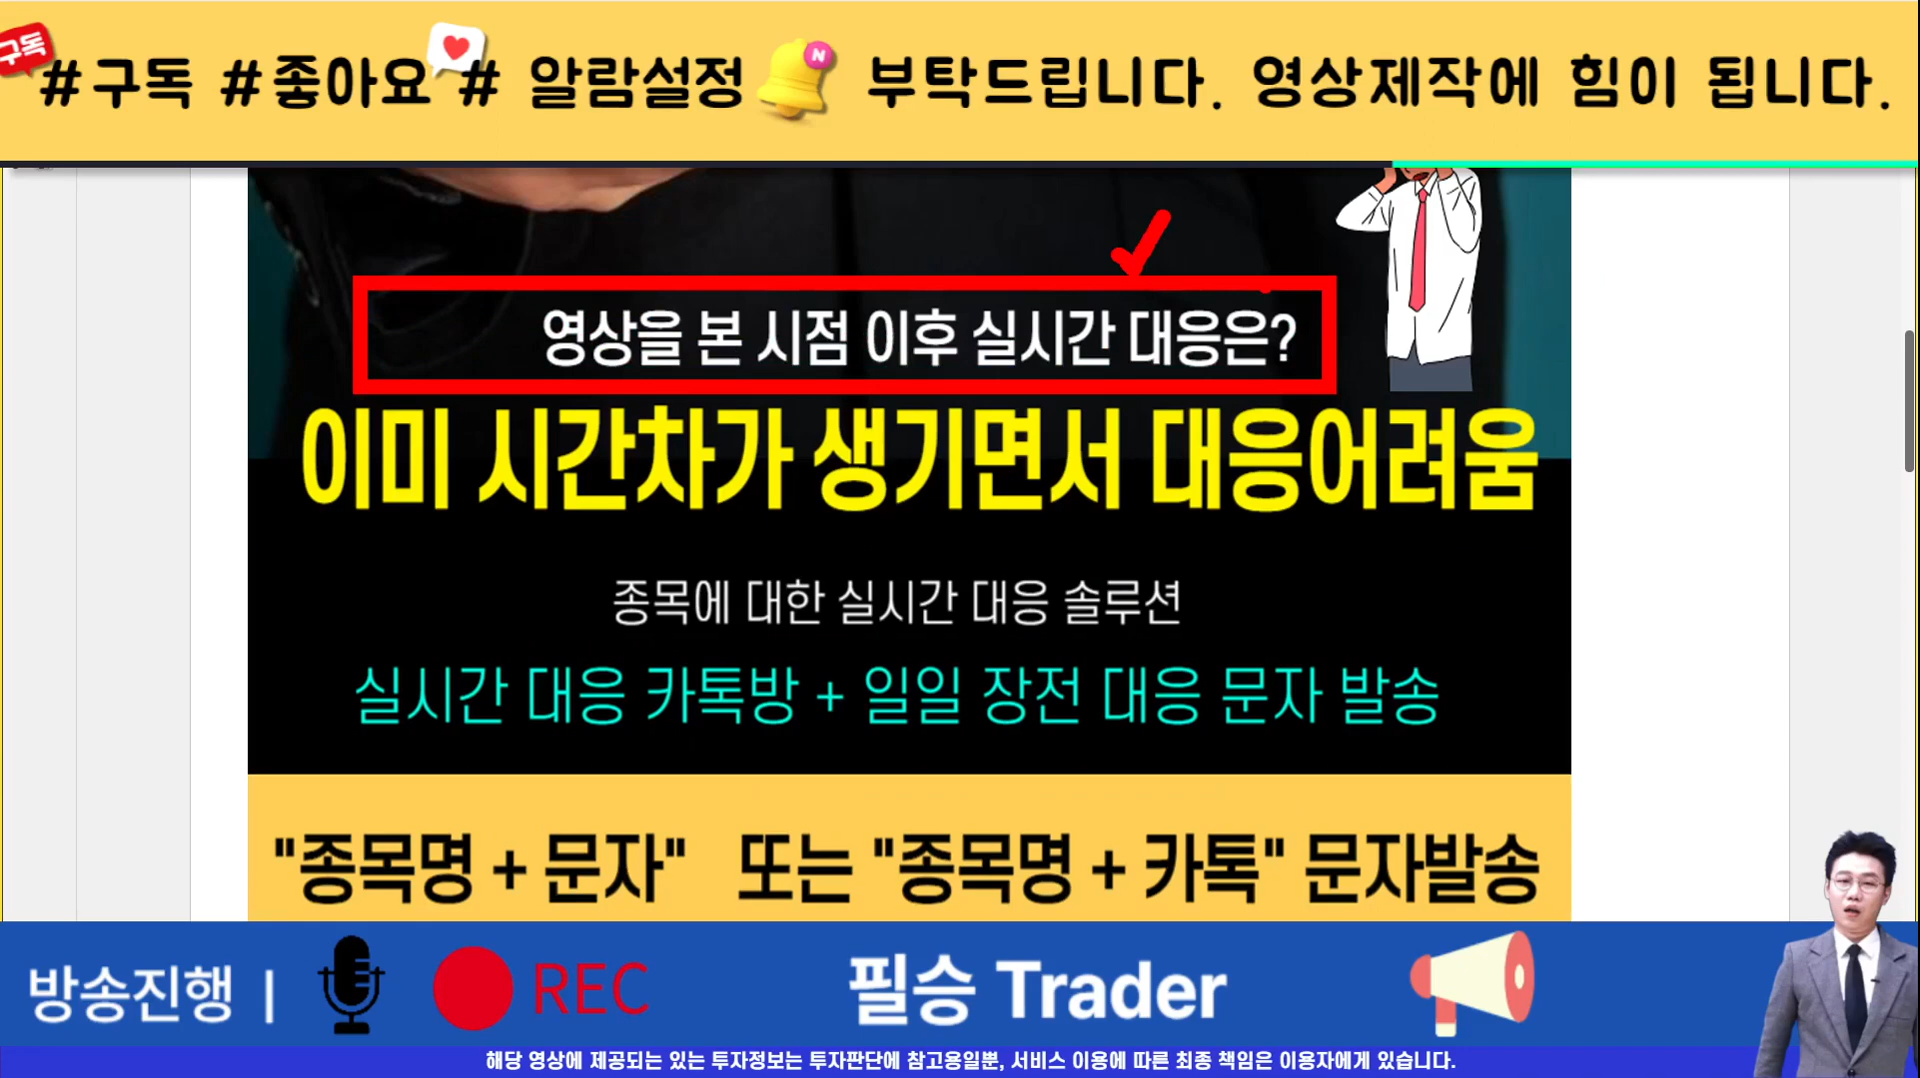 구독
#구독 #좋아요 # 알람설정 N 부탁드립니다. 영상제작에 힘이 됩니다.
영상을 본 시점 이후 실시간 대응은?
이미 시간차가 생기면서 대응어려움
종목에 대한 실시간 대응 솔루션
실시간 대응 카톡방 + 일일 장전 대응 문자 발송
"종목명 + 문자" 또는 "종목명 + 카톡" 문자발송
방송진행 | REC 필승 Trader
해당 영상에 제공되는 있는 투자정보는 투자판단에 참고용일뿐, 서비스 이용에 따른 최종 책임은 이용자에게 있습니다.